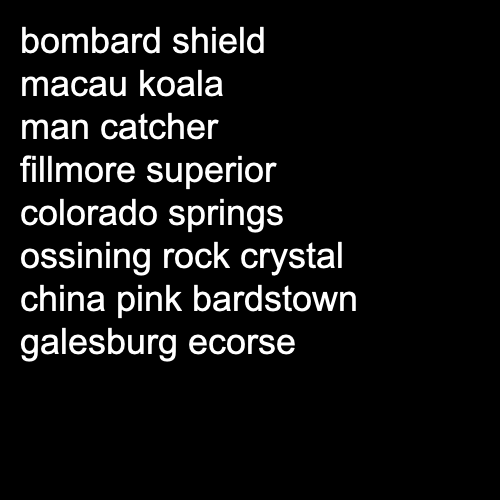 bombard shield
macau koala
man catcher
fillmore superior
colorado springs
ossining rock crystal
china pink bardstown
galesburg ecorse